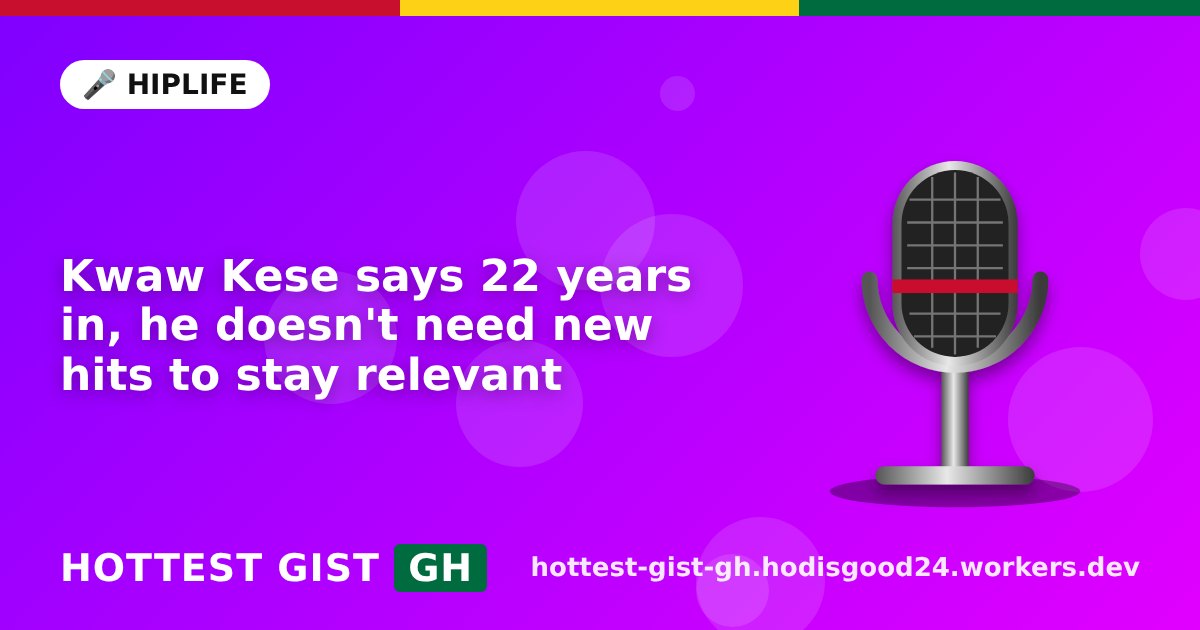 🎤 HIPLIFE
Kwaw Kese says 22 years
in, he doesn't need new
hits to stay relevant
HOTTEST GIST GH
hottest-gist-gh.hodisgood24.workers.dev